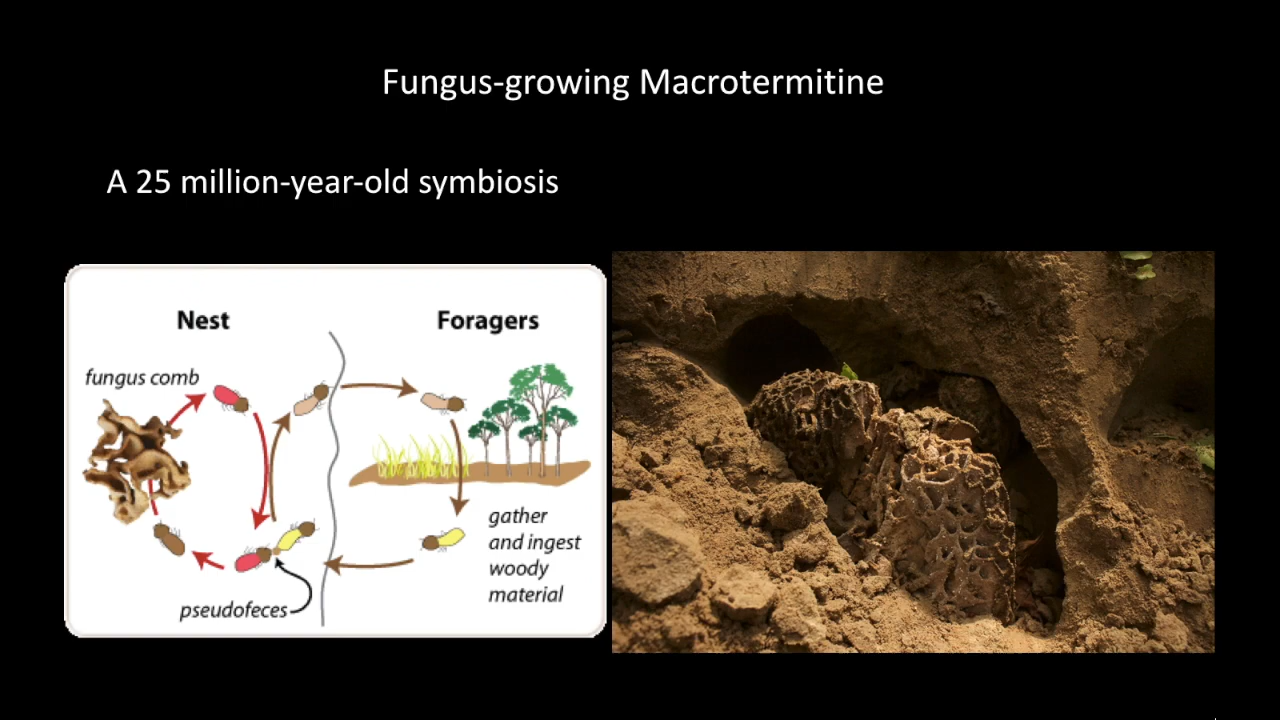 Fungus-growing Macrotermitine
A 25 million-year-old symbiosis
Nest
Foragers
fungus comb
gather
and ingest
woody
material
pseudofeces